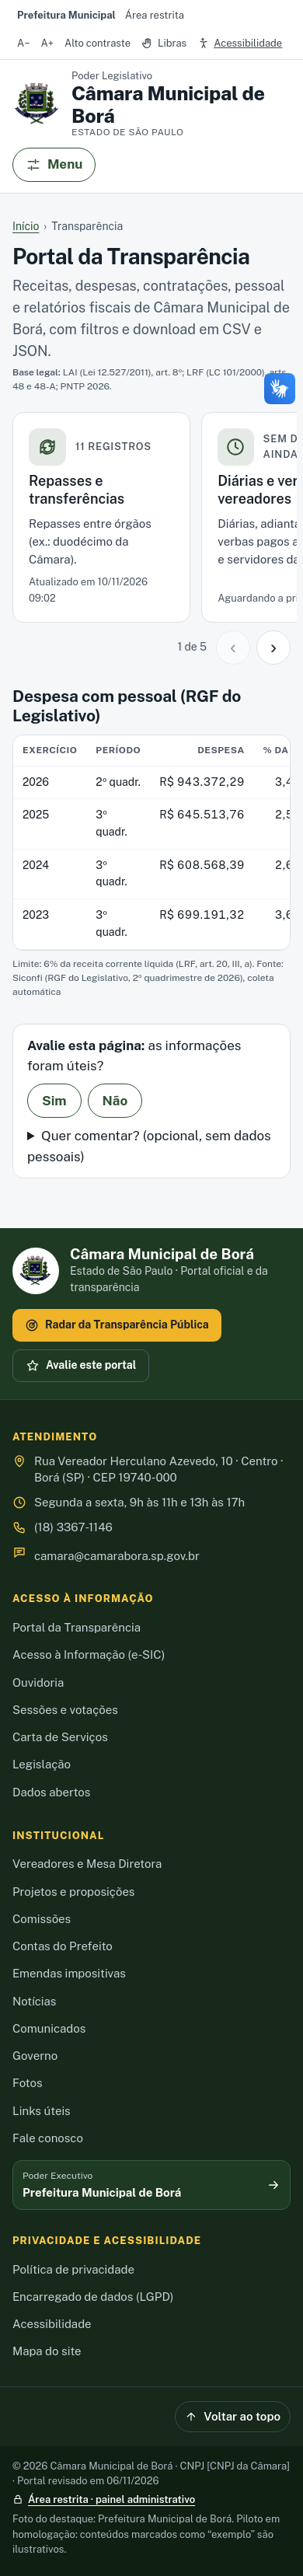 Prefeitura Municipal Área restrita
A− A+ Alto contraste Libras Acessibilidade
Poder Legislativo
Câmara Municipal de
Borá
ESTADO DE SÃO PAULO
Menu
Início › Transparência
Portal da Transparência
Receitas, despesas, contratações, pessoal
e relatórios fiscais de Câmara Municipal de
Borá, com filtros e download em CSV e
JSON.
Base legal: LAI (Lei 12.527/2011), art. 8º; LRF (LC 101/2000), arts.
48 e 48-A; PNTP 2026.
11 REGISTROS
Repasses e
transferências
Repasses entre órgãos
(ex.: duodécimo da
Câmara).
Atualizado em 10/11/2026
09:02
SEM D
AINDA
Diárias e ver
vereadores
Diárias, adianta
verbas pagos a
e servidores da
Aguardando a pri
1 de 5 ‹ ›
Despesa com pessoal (RGF do
Legislativo)
EXERCÍCIO PERÍODO DESPESA % DA
2026 2º quadr. R$ 943.372,29 3,4
2025 3º R$ 645.513,76 2,5
quadr.
2024 3º R$ 608.568,39 2,6
quadr.
2023 3º R$ 699.191,32 3,6
quadr.
Limite: 6% da receita corrente líquida (LRF, art. 20, III, a). Fonte:
Siconfi (RGF do Legislativo, 2º quadrimestre de 2026), coleta
automática
Avalie esta página: as informações
foram úteis?
Sim Não
Quer comentar? (opcional, sem dados
pessoais)
Câmara Municipal de Borá
Estado de São Paulo · Portal oficial e da
transparência
Radar da Transparência Pública
Avalie este portal
ATENDIMENTO
Rua Vereador Herculano Azevedo, 10 · Centro ·
Borá (SP) · CEP 19740-000
Segunda a sexta, 9h às 11h e 13h às 17h
(18) 3367-1146
camara@camarabora.sp.gov.br
ACESSO À INFORMAÇÃO
Portal da Transparência
Acesso à Informação (e-SIC)
Ouvidoria
Sessões e votações
Carta de Serviços
Legislação
Dados abertos
INSTITUCIONAL
Vereadores e Mesa Diretora
Projetos e proposições
Comissões
Contas do Prefeito
Emendas impositivas
Notícias
Comunicados
Governo
Fotos
Links úteis
Fale conosco
Poder Executivo
Prefeitura Municipal de Borá
PRIVACIDADE E ACESSIBILIDADE
Política de privacidade
Encarregado de dados (LGPD)
Acessibilidade
Mapa do site
Voltar ao topo
© 2026 Câmara Municipal de Borá · CNPJ [CNPJ da Câmara]
· Portal revisado em 06/11/2026
Área restrita · painel administrativo
Foto do destaque: Prefeitura Municipal de Borá. Piloto em
homologação: conteúdos marcados como “exemplo” são
ilustrativos.